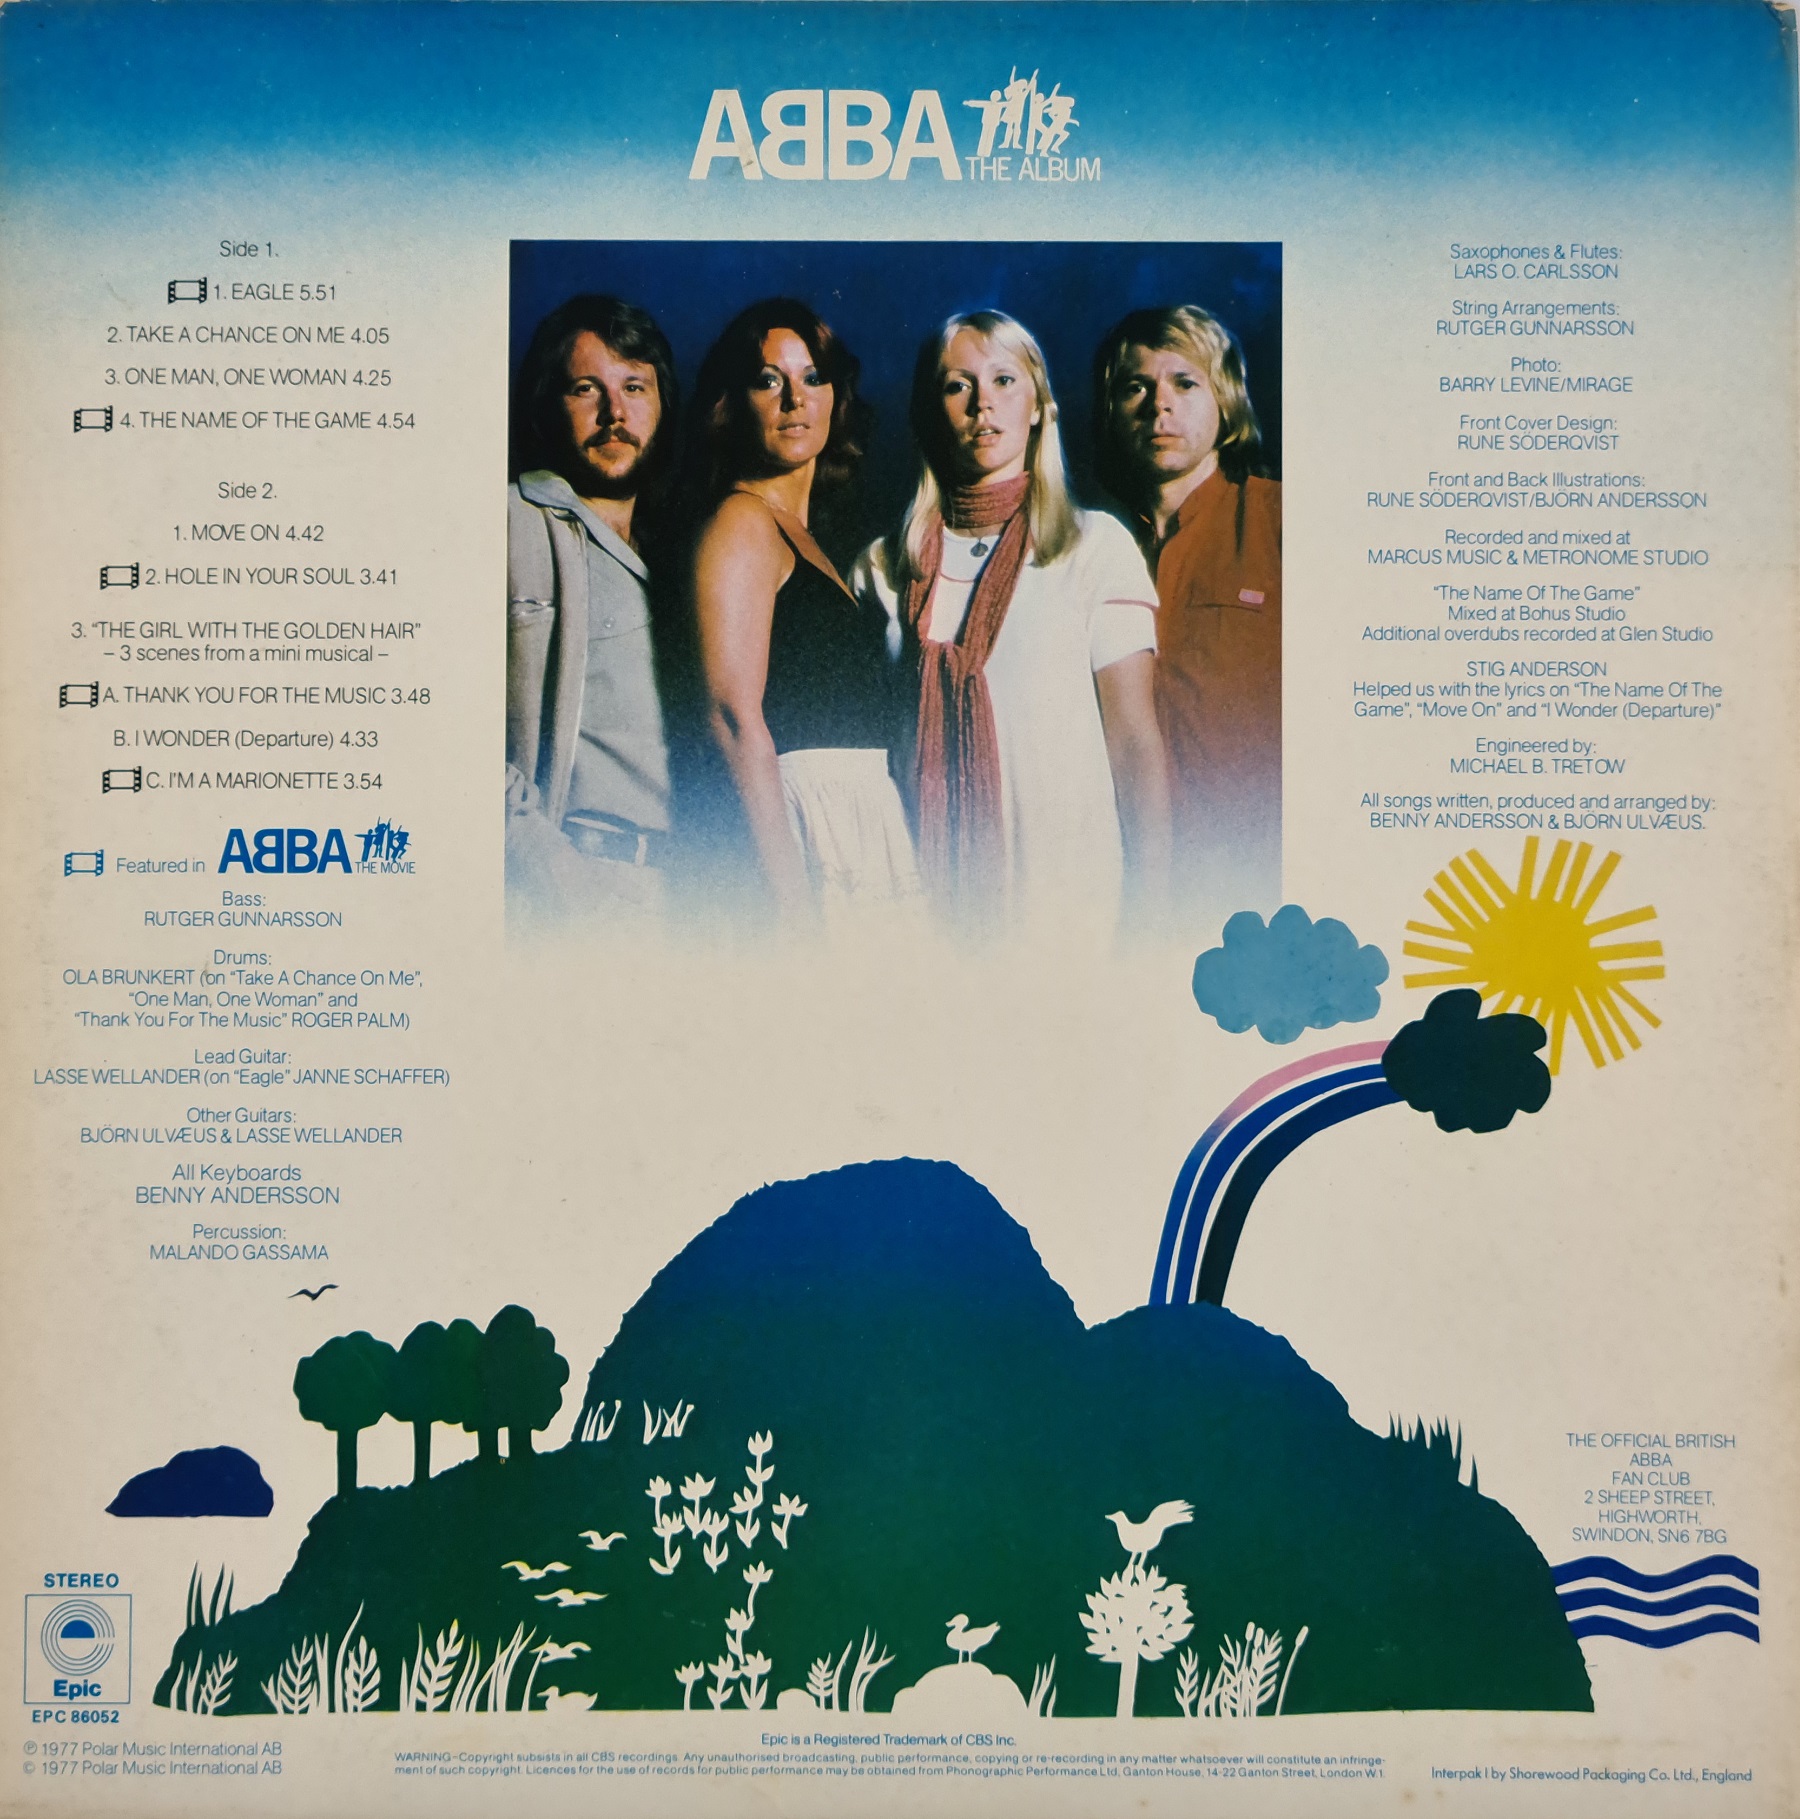 ABBA
THE ALBUM
Side 1.
1. EAGLE 5.51
2. TAKE A CHANCE ON ME 4.05
3. ONE MAN, ONE WOMAN 4.25
4. THE NAME OF THE GAME 4.54
Side 2.
1. MOVE ON 4.42
2. HOLE IN YOUR SOUL 3.41
3. “THE GIRL WITH THE GOLDEN HAIR”
– 3 scenes from a mini musical –
A. THANK YOU FOR THE MUSIC 3.48
B. I WONDER (Departure) 4.33
C. I'M A MARIONETTE 3.54
Featured in ABBA THE MOVIE
Bass:
RUTGER GUNNARSSON
Drums:
OLA BRUNKERT (on “Take A Chance On Me”,
“One Man, One Woman” and
“Thank You For The Music” ROGER PALM)
Lead Guitar:
LASSE WELLANDER (on “Eagle” JANNE SCHAFFER)
Other Guitars:
BJÖRN ULVÆUS & LASSE WELLANDER
All Keyboards
BENNY ANDERSSON
Percussion:
MALANDO GASSAMA
Saxophones & Flutes:
LARS O. CARLSSON
String Arrangements:
RUTGER GUNNARSSON
Photo:
BARRY LEVINE/MIRAGE
Front Cover Design:
RUNE SÖDERQVIST
Front and Back Illustrations:
RUNE SÖDERQVIST/BJÖRN ANDERSSON
Recorded and mixed at
MARCUS MUSIC & METRONOME STUDIO
“The Name Of The Game”
Mixed at Bohus Studio
Additional overdubs recorded at Glen Studio
STIG ANDERSON
Helped us with the lyrics on “The Name Of The
Game”, “Move On” and “I Wonder (Departure)”
Engineered by:
MICHAEL B. TRETOW
All songs written, produced and arranged by:
BENNY ANDERSSON & BJÖRN ULVÆUS.
THE OFFICIAL BRITISH
ABBA
FAN CLUB
2 SHEEP STREET,
HIGHWORTH,
SWINDON, SN6 7BG
STEREO
Epic
EPC 86052
℗ 1977 Polar Music International AB
© 1977 Polar Music International AB
Epic is a Registered Trademark of CBS Inc.
WARNING–Copyright subsists in all CBS recordings. Any unauthorised broadcasting, public performance, copying or re-recording in any matter whatsoever will constitute an infringe-
ment of such copyright. Licences for the use of records for public performance may be obtained from Phonographic Performance Ltd, Ganton House, 14-22 Ganton Street, London W.1.
Interpak I by Shorewood Packaging Co. Ltd., England